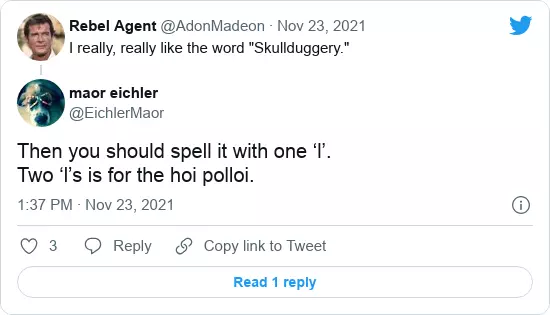 Rebel Agent @AdonMadeon · Nov 23, 2021
I really, really like the word "Skullduggery."
maor eichler
@EichlerMaor
Then you should spell it with one ‘l’.
Two ‘l’s is for the hoi polloi.
1:37 PM · Nov 23, 2021
3 Reply Copy link to Tweet
Read 1 reply